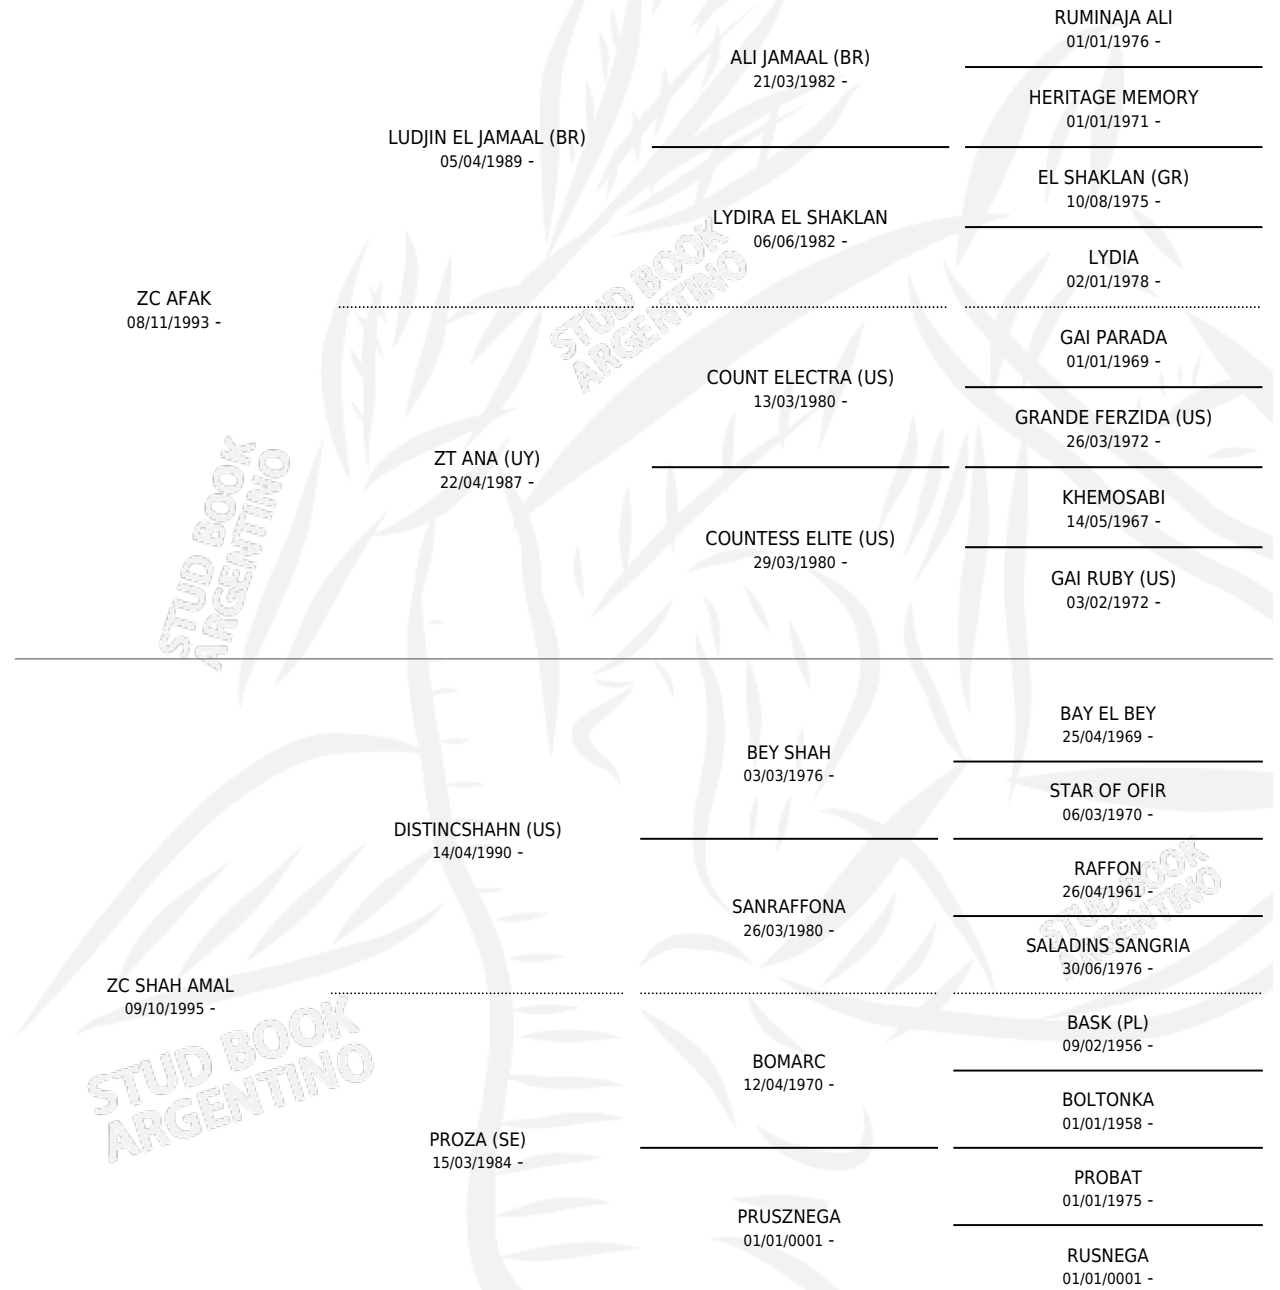 RUMINAJA ALI
01/01/1976 -
ALI JAMAAL (BR)
21/03/1982 -
HERITAGE MEMORY
01/01/1971 -
LUDJIN EL JAMAAL (BR)
05/04/1989 -
EL SHAKLAN (GR)
10/08/1975 -
LYDIRA EL SHAKLAN
06/06/1982 -
LYDIA
02/01/1978 -
ZC AFAK
08/11/1993 -
GAI PARADA
01/01/1969 -
COUNT ELECTRA (US)
13/03/1980 -
GRANDE FERZIDA (US)
26/03/1972 -
ZT ANA (UY)
22/04/1987 -
KHEMOSABI
14/05/1967 -
COUNTESS ELITE (US)
29/03/1980 -
GAI RUBY (US)
03/02/1972 -
BAY EL BEY
25/04/1969 -
BEY SHAH
03/03/1976 -
STAR OF OFIR
06/03/1970 -
DISTINCSHAHN (US)
14/04/1990 -
RAFFON
26/04/1961 -
SANRAFFONA
26/03/1980 -
SALADINS SANGRIA
30/06/1976 -
ZC SHAH AMAL
09/10/1995 -
BASK (PL)
09/02/1956 -
BOMARC
12/04/1970 -
BOLTONKA
01/01/1958 -
PROZA (SE)
15/03/1984 -
PROBAT
01/01/1975 -
PRUSZNEGA
01/01/0001 -
RUSNEGA
01/01/0001 -
STUD BOOK
ARGENTINO
STUD BOOK
ARGENTINO
STUD BOOK
ARGENTINO
STUD BOOK
ARGENTINO